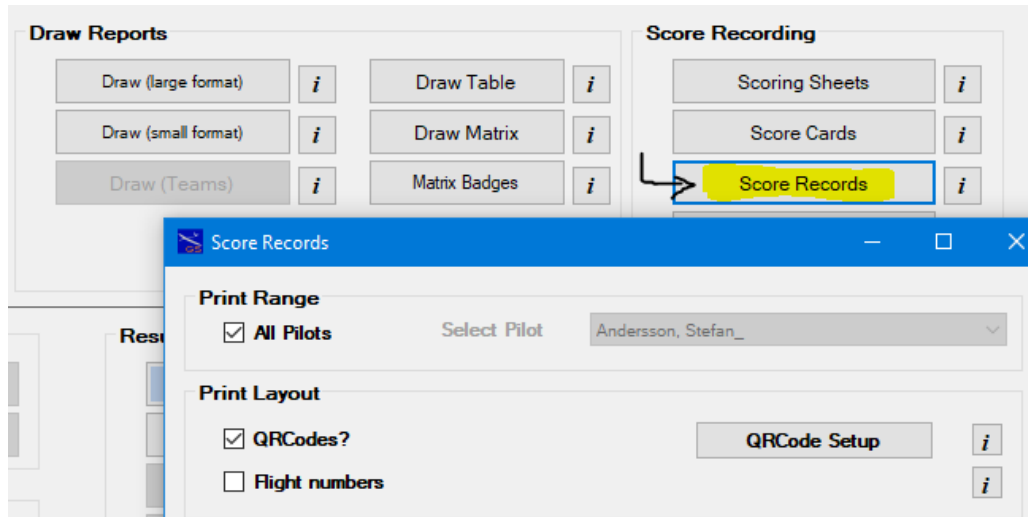 Draw Reports
Score Recording
Draw (large format) i Draw Table i Scoring Sheets i
Draw (small format) i Draw Matrix i Score Cards i
Draw (Teams) i Matrix Badges i Score Records i
GS Score Records
Print Range
All Pilots Select Pilot Andersson, Stefan_
Resu
Print Layout
QRCodes? QRCode Setup i
Flight numbers i